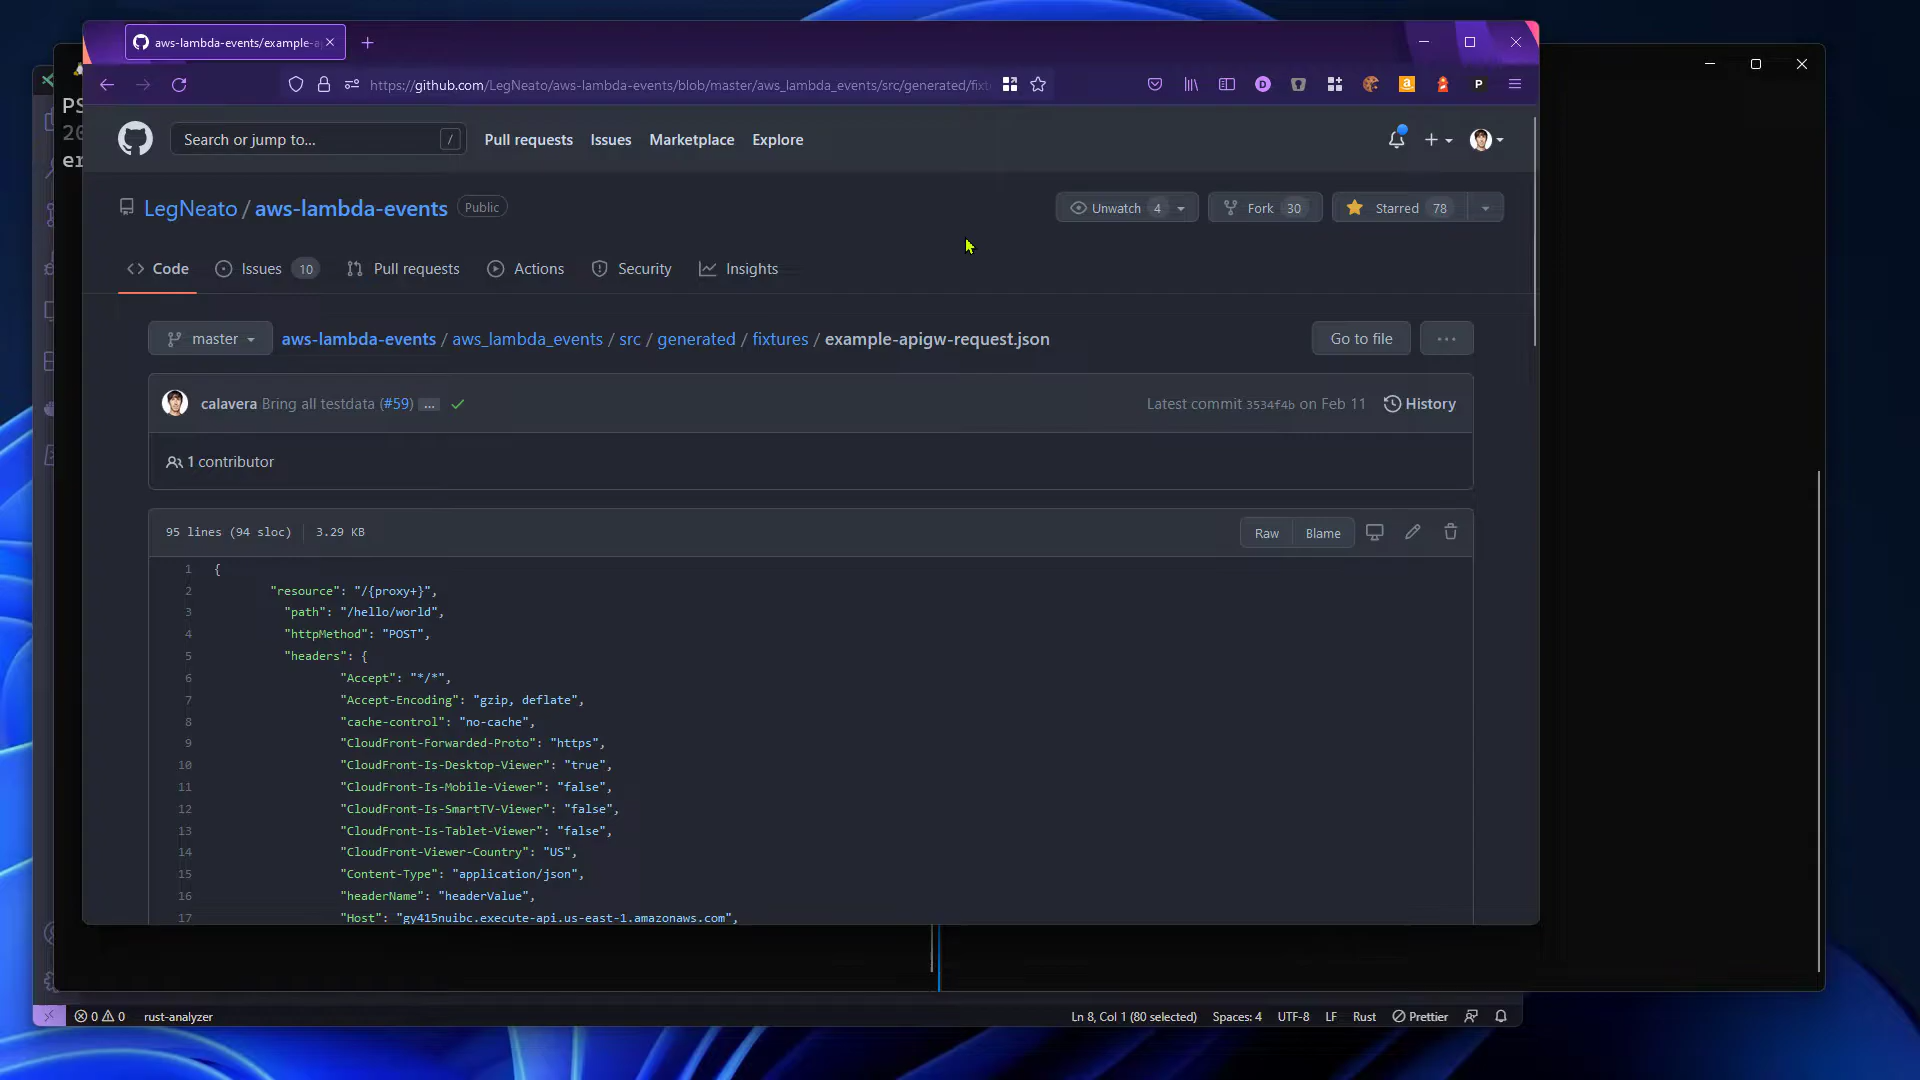 aws-lambda-events/example-a
https://github.com/LegNeato/aws-lambda-events/blob/master/aws_lambda_events/src/generated/fixt
PS
20
er
Search or jump to... /
Pull requests
Issues
Marketplace
Explore
LegNeato / aws-lambda-events Public
Unwatch 4
Fork 30
Starred 78
Code
Issues 10
Pull requests
Actions
Security
Insights
master
aws-lambda-events / aws_lambda_events / src / generated / fixtures / example-apigw-request.json
Go to file
...
calavera Bring all testdata (#59) ...
Latest commit 3534f4b on Feb 11
History
1 contributor
95 lines (94 sloc) 3.29 KB
Raw
Blame
1 {
2 "resource": "/{proxy+}",
3 "path": "/hello/world",
4 "httpMethod": "POST",
5 "headers": {
6 "Accept": "*/*",
7 "Accept-Encoding": "gzip, deflate",
8 "cache-control": "no-cache",
9 "CloudFront-Forwarded-Proto": "https",
10 "CloudFront-Is-Desktop-Viewer": "true",
11 "CloudFront-Is-Mobile-Viewer": "false",
12 "CloudFront-Is-SmartTV-Viewer": "false",
13 "CloudFront-Is-Tablet-Viewer": "false",
14 "CloudFront-Viewer-Country": "US",
15 "Content-Type": "application/json",
16 "headerName": "headerValue",
17 "Host": "gy415nuibc.execute-api.us-east-1.amazonaws.com",
0 0 rust-analyzer
Ln 8, Col 1 (80 selected) Spaces: 4 UTF-8 LF Rust Prettier